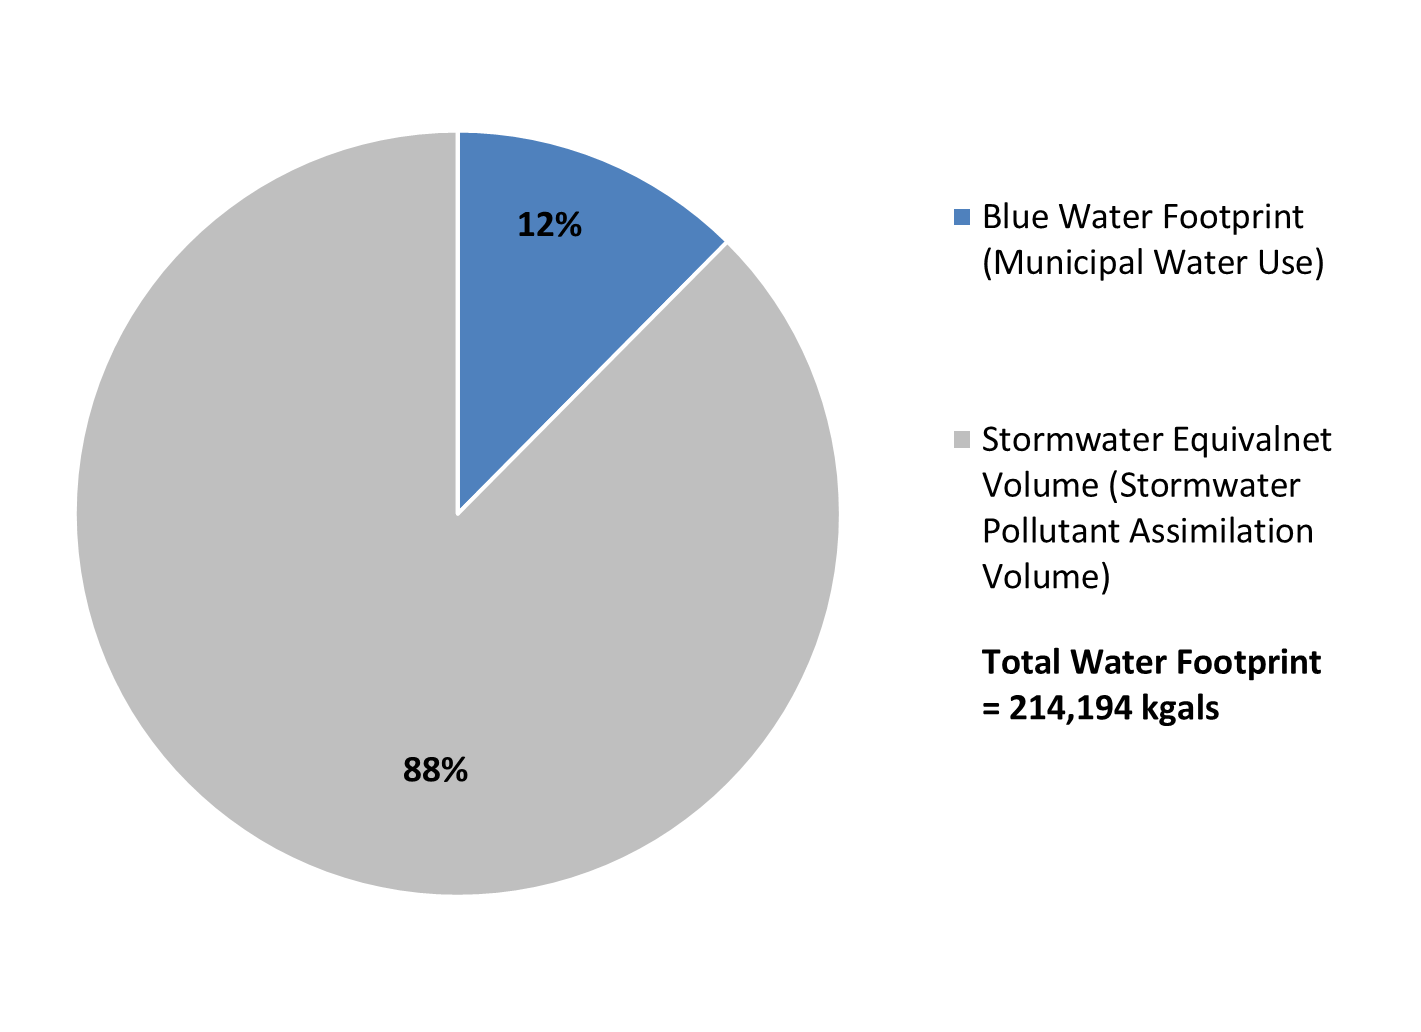 12%
88%
Blue Water Footprint
(Municipal Water Use)
Stormwater Equivalnet
Volume (Stormwater
Pollutant Assimilation
Volume)
Total Water Footprint
= 214,194 kgals